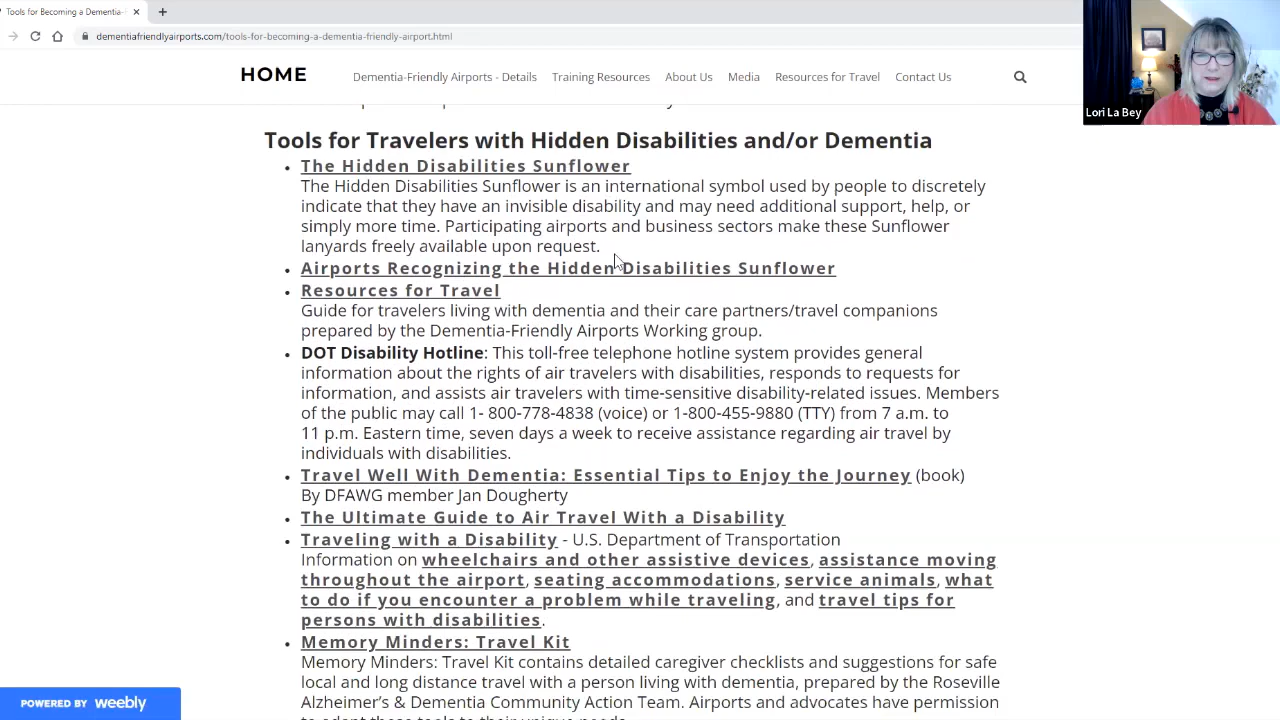 Tools for Becoming a Dementia-
dementiafriendlyairports.com/tools-for-becoming-a-dementia-friendly-airport.html
HOME
Dementia-Friendly Airports - Details
Training Resources
About Us
Media
Resources for Travel
Contact Us
Lori La Bey
Tools for Travelers with Hidden Disabilities and/or Dementia
The Hidden Disabilities Sunflower
The Hidden Disabilities Sunflower is an international symbol used by people to discretely
indicate that they have an invisible disability and may need additional support, help, or
simply more time. Participating airports and business sectors make these Sunflower
lanyards freely available upon request.
Airports Recognizing the Hidden Disabilities Sunflower
Resources for Travel
Guide for travelers living with dementia and their care partners/travel companions
prepared by the Dementia-Friendly Airports Working group.
DOT Disability Hotline: This toll-free telephone hotline system provides general
information about the rights of air travelers with disabilities, responds to requests for
information, and assists air travelers with time-sensitive disability-related issues. Members
of the public may call 1- 800-778-4838 (voice) or 1-800-455-9880 (TTY) from 7 a.m. to
11 p.m. Eastern time, seven days a week to receive assistance regarding air travel by
individuals with disabilities.
Travel Well With Dementia: Essential Tips to Enjoy the Journey (book)
By DFAWG member Jan Dougherty
The Ultimate Guide to Air Travel With a Disability
Traveling with a Disability - U.S. Department of Transportation
Information on wheelchairs and other assistive devices, assistance moving
throughout the airport, seating accommodations, service animals, what
to do if you encounter a problem while traveling, and travel tips for
persons with disabilities.
Memory Minders: Travel Kit
Memory Minders: Travel Kit contains detailed caregiver checklists and suggestions for safe
local and long distance travel with a person living with dementia, prepared by the Roseville
Alzheimer's & Dementia Community Action Team. Airports and advocates have permission
to adapt these tools to their unique needs.
POWERED BY weebly